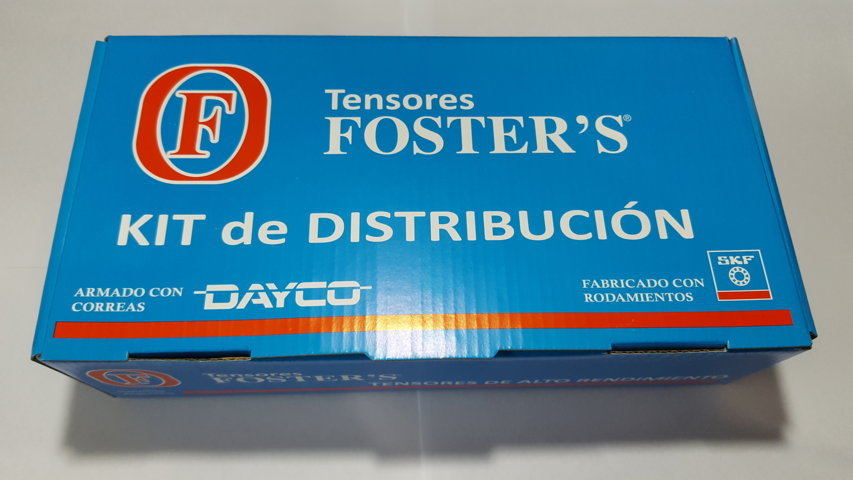 F
Tensores
FOSTER'S®
KIT de DISTRIBUCIÓN
ARMADO CON
CORREAS
DAYCO
FABRICADO CON
RODAMIENTOS
SKF
F
Tensores
FOSTER'S
TENSORES DE ALTO RENDIMIENTO